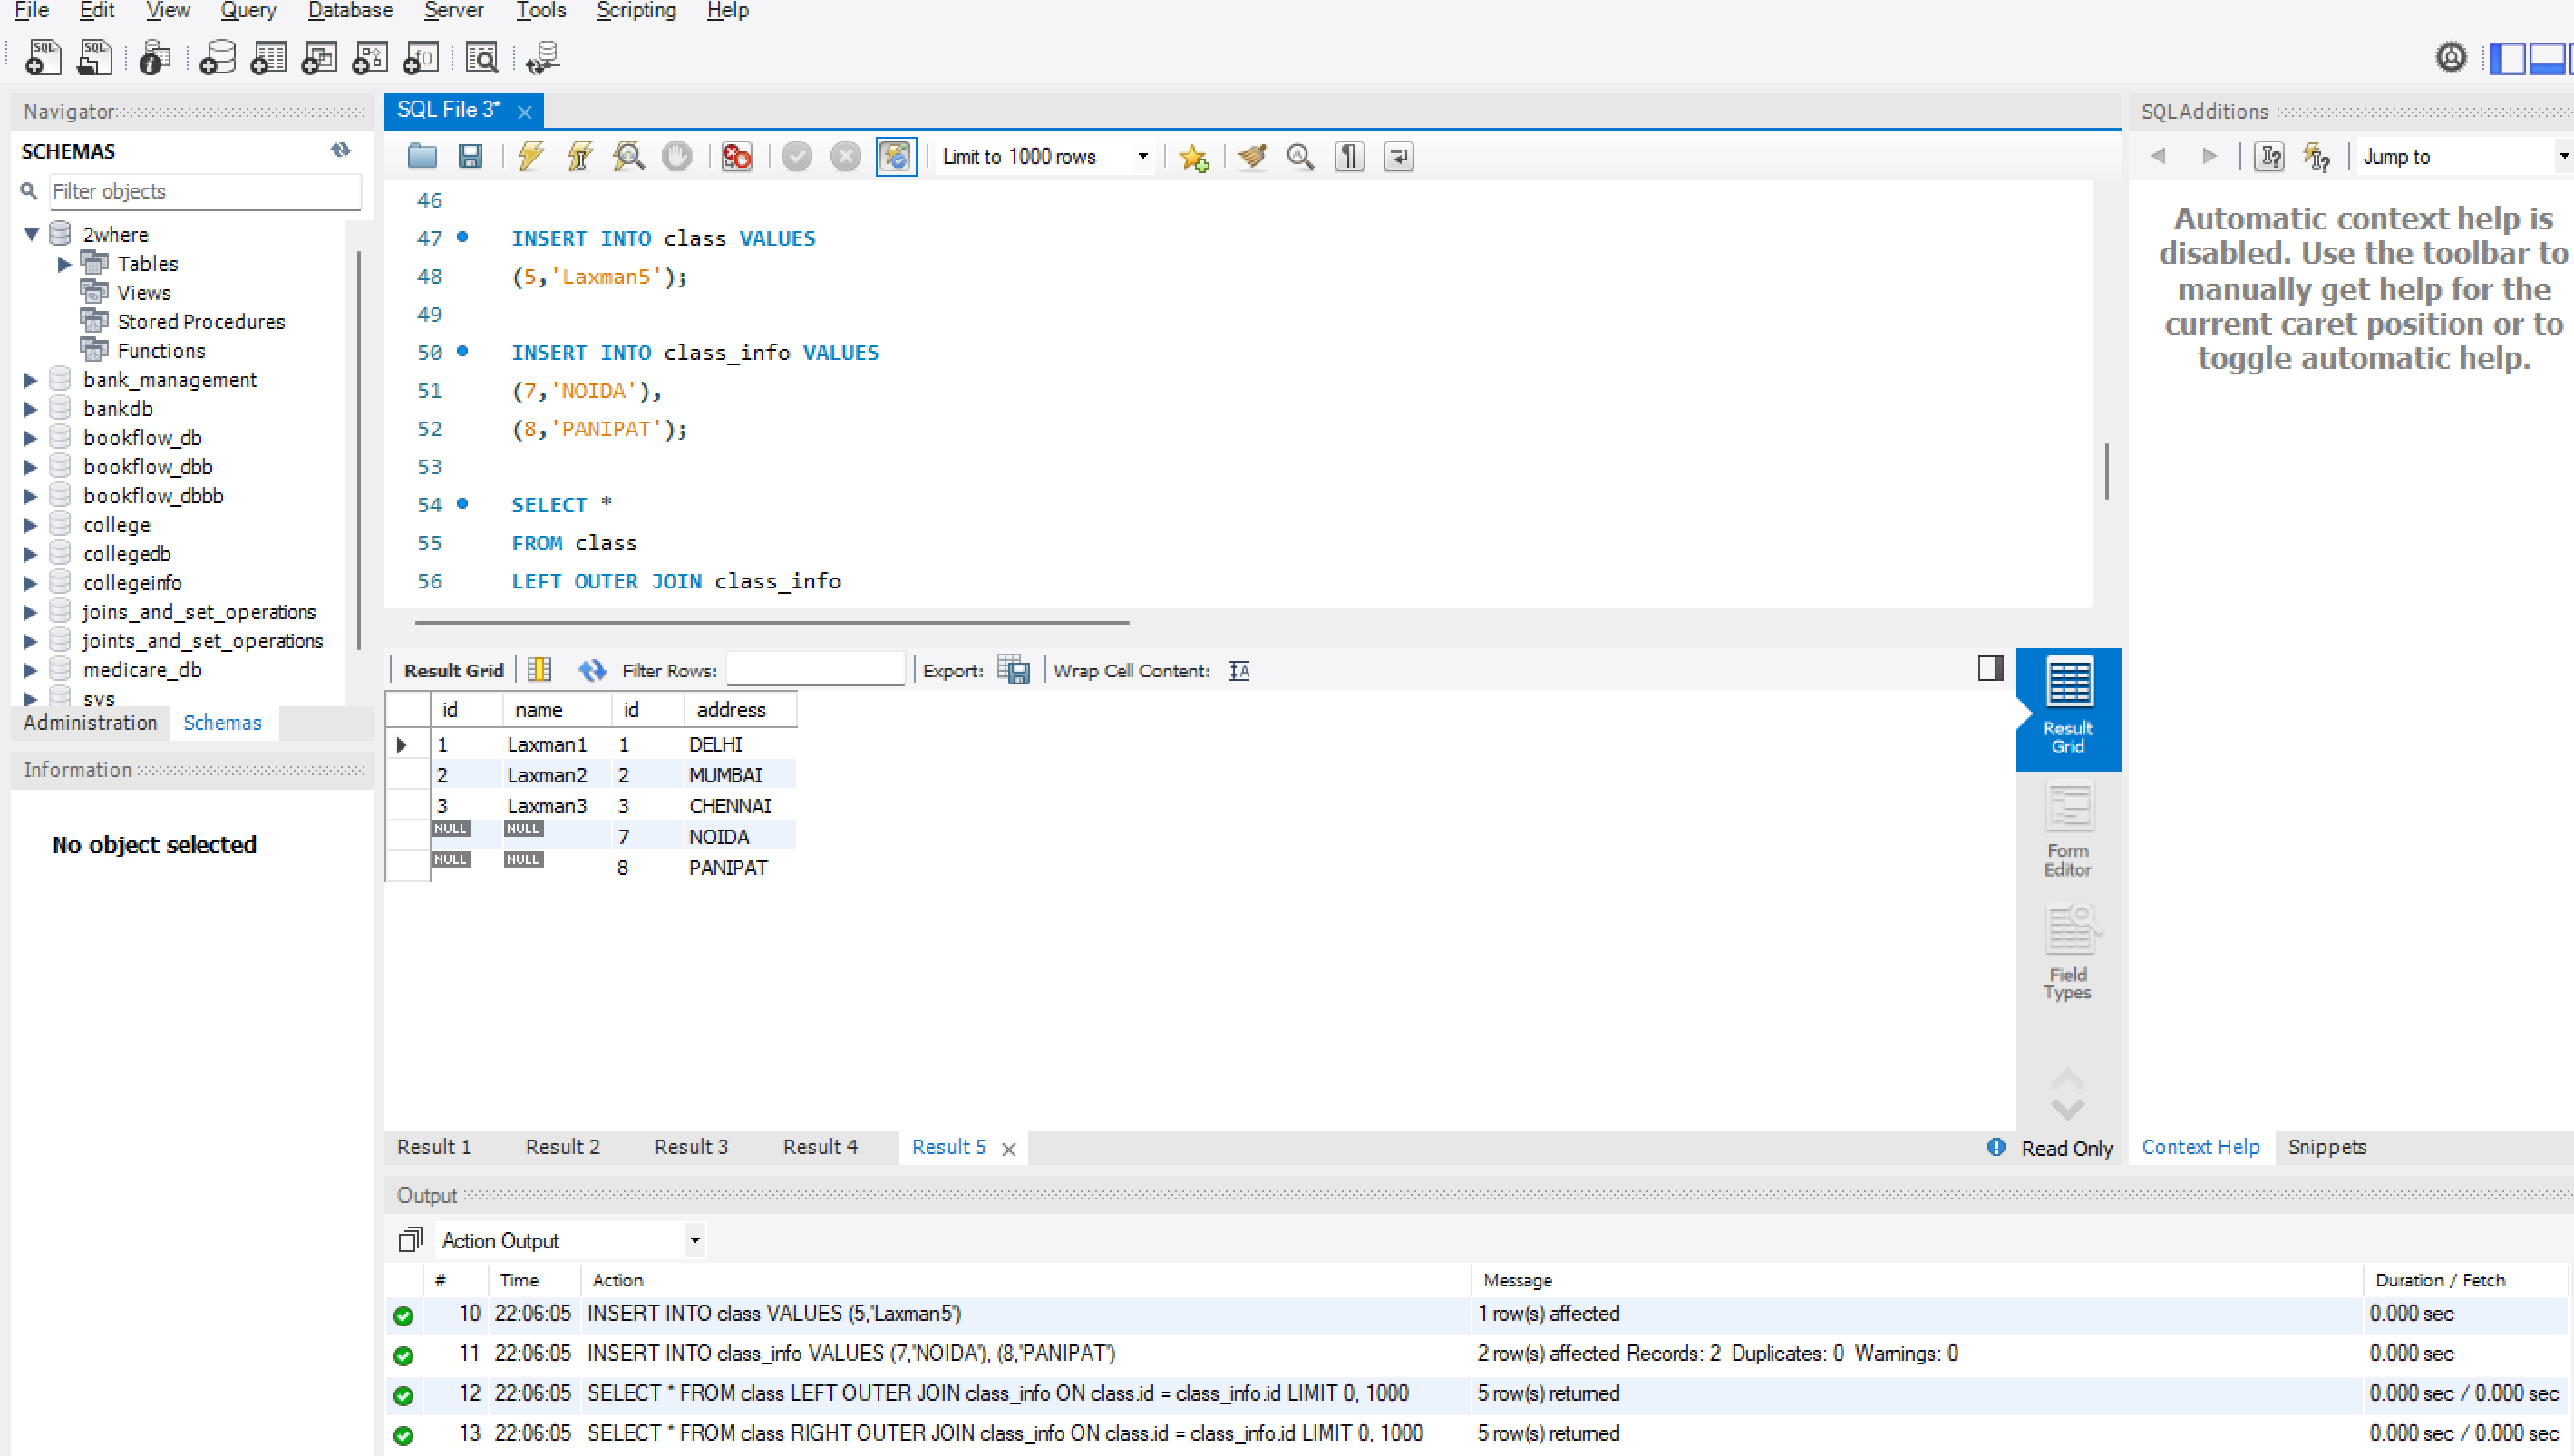 File Edit View Query Database Server Tools Scripting Help
Navigator
SCHEMAS
Filter objects
2where
Tables
Views
Stored Procedures
Functions
bank_management
bankdb
bookflow_db
bookflow_dbb
bookflow_dbbb
college
collegedb
collegeinfo
joins_and_set_operations
joints_and_set_operations
medicare_db
sys
Administration Schemas
Information
No object selected
SQL File 3*
Limit to 1000 rows
46
47 INSERT INTO class VALUES
48 (5,'Laxman5');
49
50 INSERT INTO class_info VALUES
51 (7,'NOIDA'),
52 (8,'PANIPAT');
53
54 SELECT *
55 FROM class
56 LEFT OUTER JOIN class_info
Result Grid Filter Rows: Export: Wrap Cell Content:
id name id address
1 Laxman1 1 DELHI
2 Laxman2 2 MUMBAI
3 Laxman3 3 CHENNAI
NULL NULL 7 NOIDA
NULL NULL 8 PANIPAT
Result
Grid
Form
Editor
Field
Types
Result 1 Result 2 Result 3 Result 4 Result 5
Read Only
SQLAdditions
Jump to
Automatic context help is
disabled. Use the toolbar to
manually get help for the
current caret position or to
toggle automatic help.
Context Help Snippets
Output
Action Output
# Time Action Message Duration / Fetch
10 22:06:05 INSERT INTO class VALUES (5,'Laxman5') 1 row(s) affected 0.000 sec
11 22:06:05 INSERT INTO class_info VALUES (7,'NOIDA'), (8,'PANIPAT') 2 row(s) affected Records: 2 Duplicates: 0 Warnings: 0 0.000 sec
12 22:06:05 SELECT * FROM class LEFT OUTER JOIN class_info ON class.id = class_info.id LIMIT 0, 1000 5 row(s) returned 0.000 sec / 0.000 sec
13 22:06:05 SELECT * FROM class RIGHT OUTER JOIN class_info ON class.id = class_info.id LIMIT 0, 1000 5 row(s) returned 0.000 sec / 0.000 sec